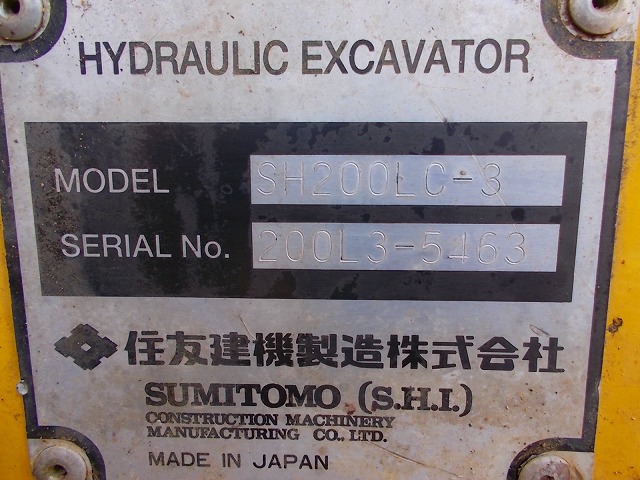 HYDRAULIC EXCAVATOR
MODEL SH200LC-3
SERIAL No. 200L3-5463
住友建機製造株式会社
SUMITOMO (S.H.I.)
CONSTRUCTION MACHINERY
MANUFACTURING CO., LTD.
MADE IN JAPAN